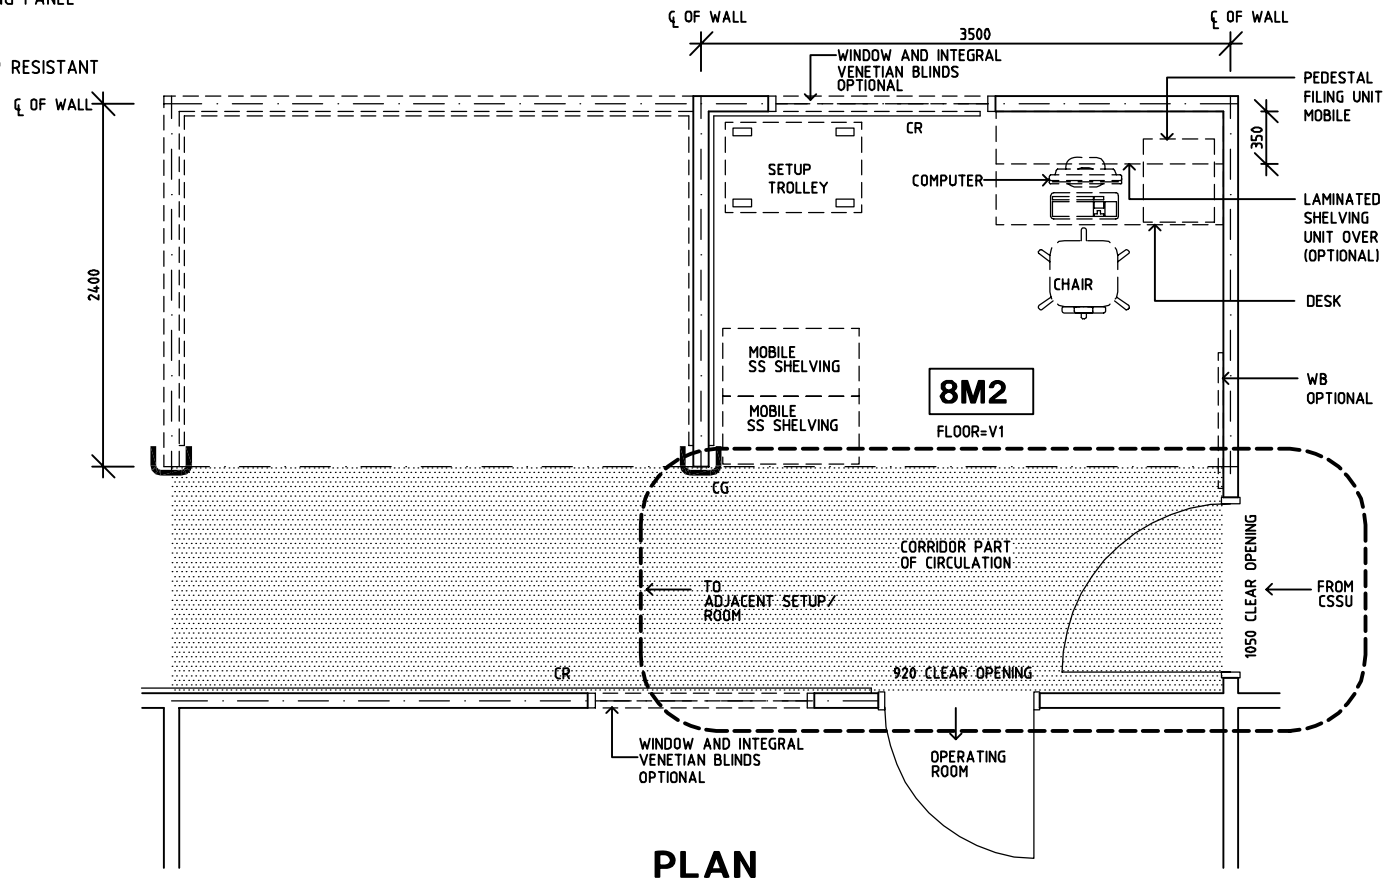 NG PANEL
RESISTANT
℄ OF WALL
℄ OF WALL
3500
℄ OF WALL
WINDOW AND INTEGRAL
VENETIAN BLINDS
OPTIONAL
PEDESTAL
FILING UNIT
MOBILE
350
CR
SETUP
TROLLEY
COMPUTER
LAMINATED
SHELVING
UNIT OVER
(OPTIONAL)
2400
CHAIR
DESK
MOBILE
SS SHELVING
8M2
WB
OPTIONAL
MOBILE
SS SHELVING
FLOOR=V1
CG
CORRIDOR PART
OF CIRCULATION
1050 CLEAR OPENING
TO
ADJACENT SETUP/
ROOM
FROM
CSSU
CR
920 CLEAR OPENING
WINDOW AND INTEGRAL
VENETIAN BLINDS
OPTIONAL
OPERATING
ROOM
PLAN